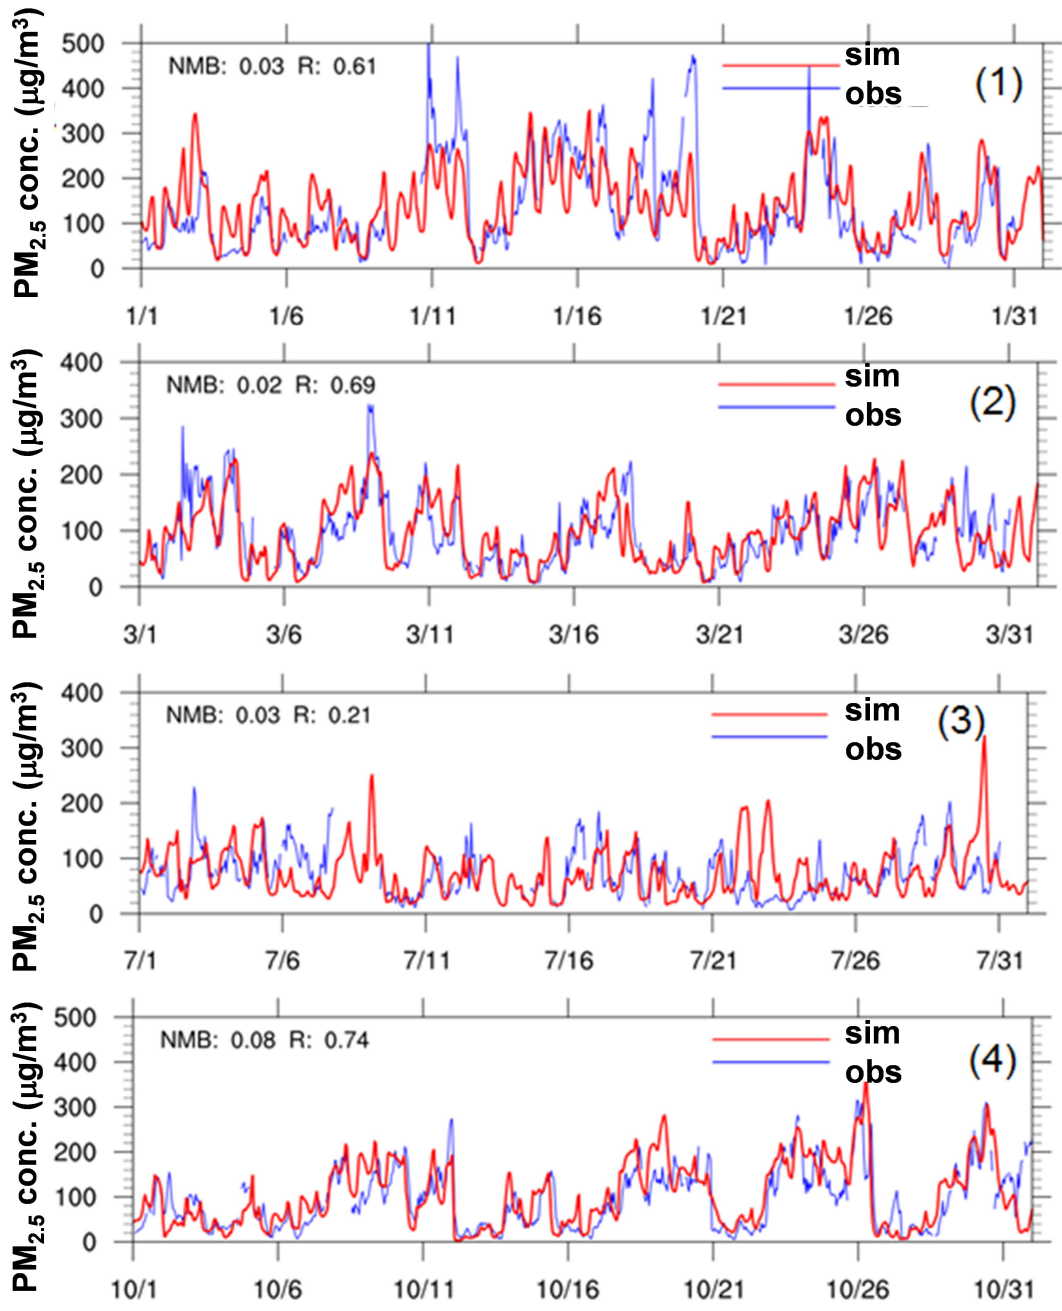 PM2.5 conc. (μg/m3)
500
400
300
200
100
0
NMB: 0.03 R: 0.61
sim
obs
(1)
1/1 1/6 1/11 1/16 1/21 1/26 1/31
PM2.5 conc. (μg/m3)
400
300
200
100
0
NMB: 0.02 R: 0.69
sim
obs
(2)
3/1 3/6 3/11 3/16 3/21 3/26 3/31
PM2.5 conc. (μg/m3)
400
300
200
100
0
NMB: 0.03 R: 0.21
sim
obs
(3)
7/1 7/6 7/11 7/16 7/21 7/26 7/31
PM2.5 conc. (μg/m3)
500
400
300
200
100
0
NMB: 0.08 R: 0.74
sim
obs
(4)
10/1 10/6 10/11 10/16 10/21 10/26 10/31